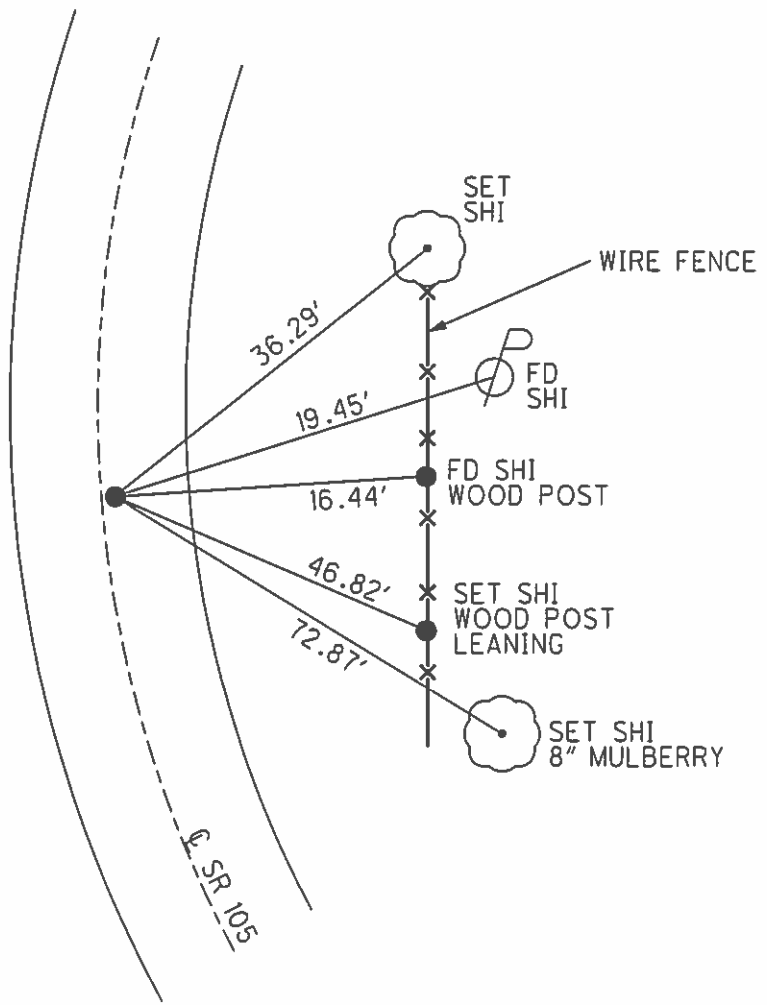 SET
SHI
WIRE FENCE
36.29'
FD
SHI
19.45'
FD SHI
WOOD POST
16.44'
46.82'
SET SHI
WOOD POST
LEANING
72.87'
SET SHI
8" MULBERRY
℄ SR 105